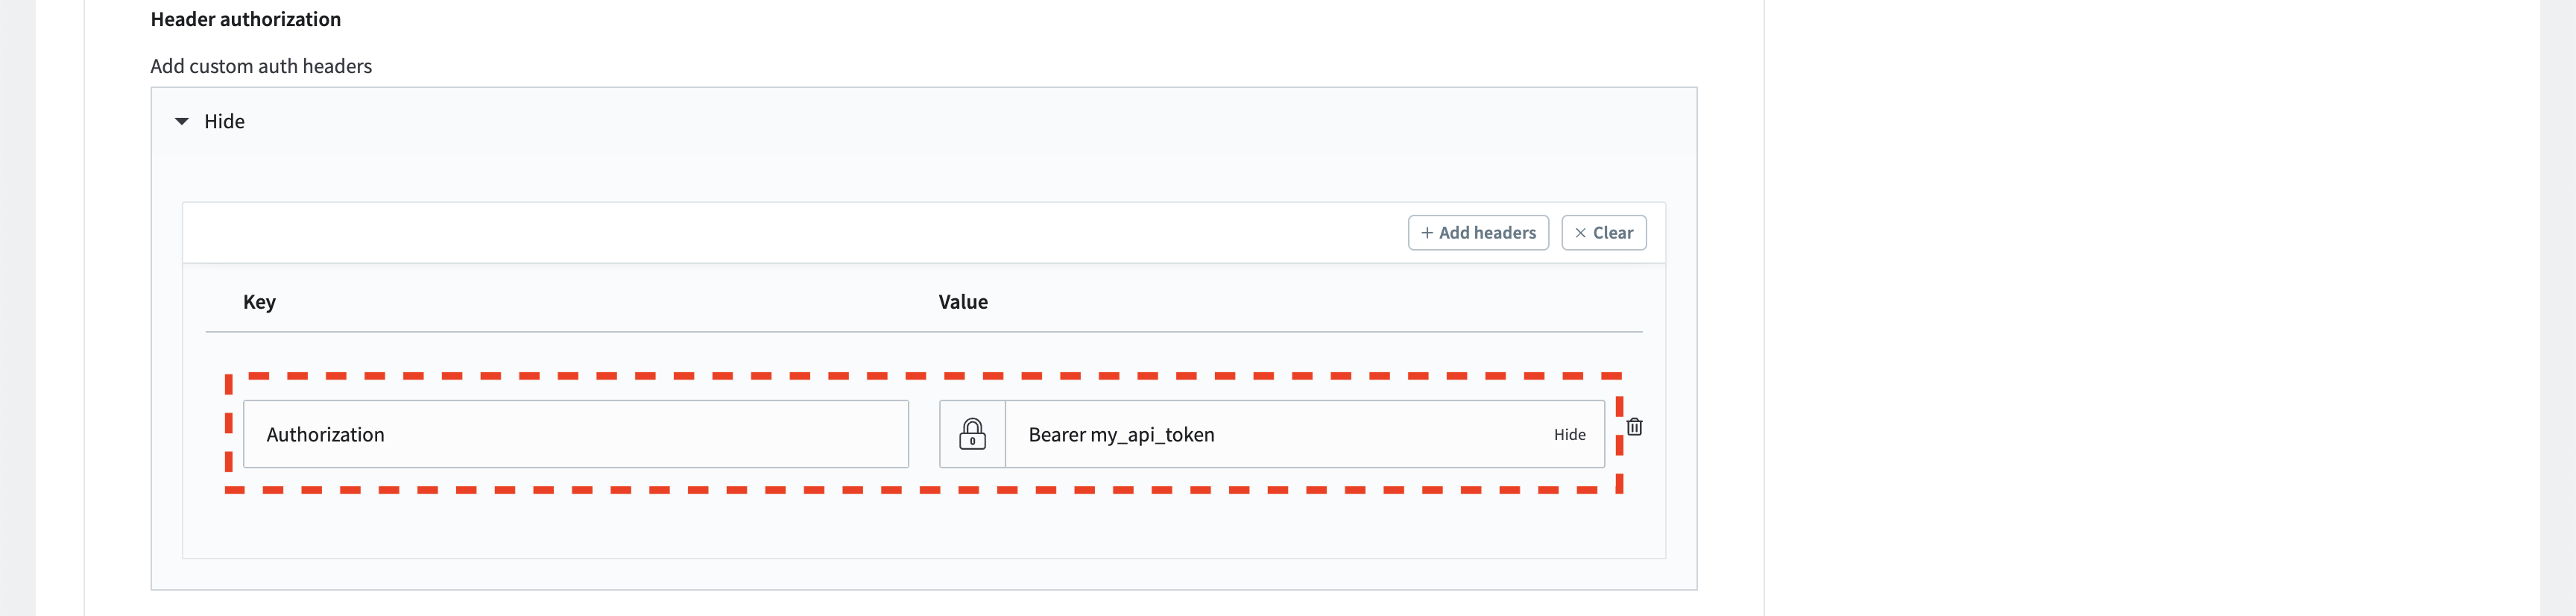 Header authorization
Add custom auth headers
Hide
+ Add headers
× Clear
Key
Value
Authorization
Bearer my_api_token
Hide